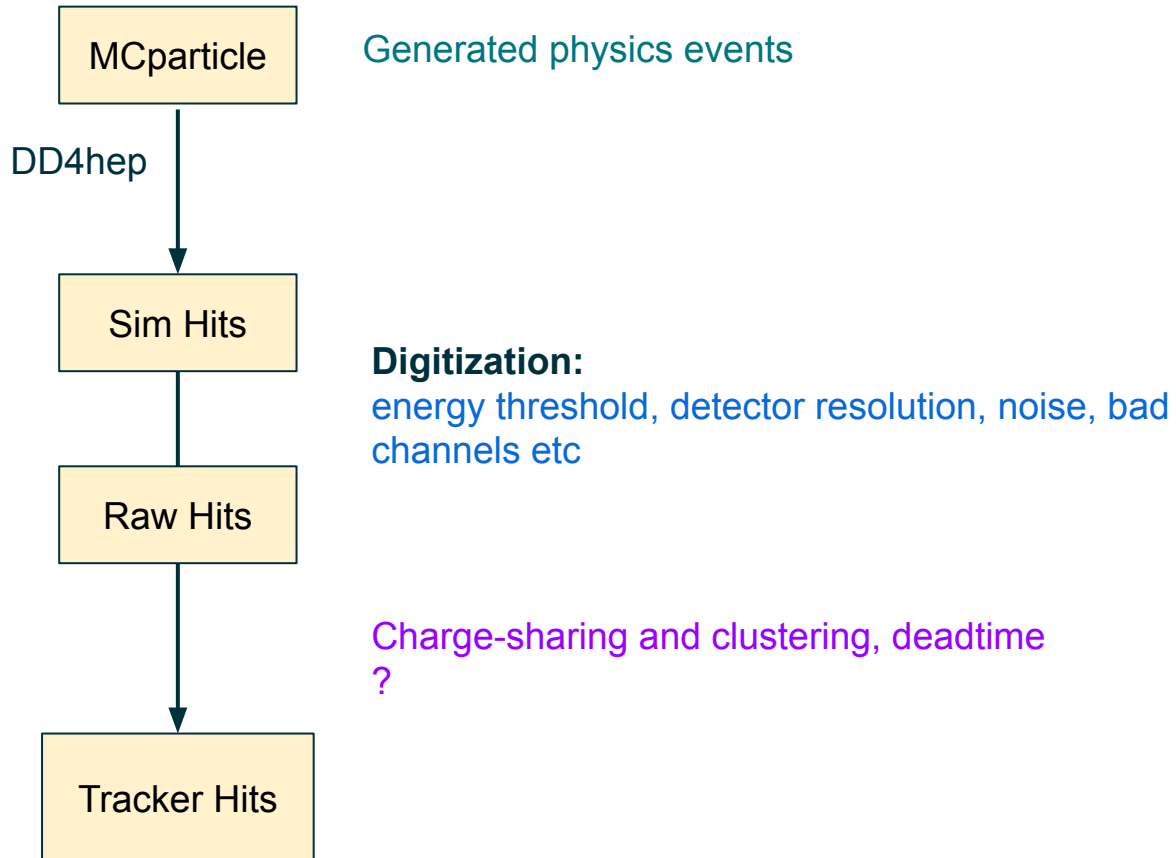 MCparticle
Generated physics events
DD4hep
Sim Hits
Digitization:
energy threshold, detector resolution, noise, bad
channels etc
Raw Hits
Charge-sharing and clustering, deadtime
?
Tracker Hits